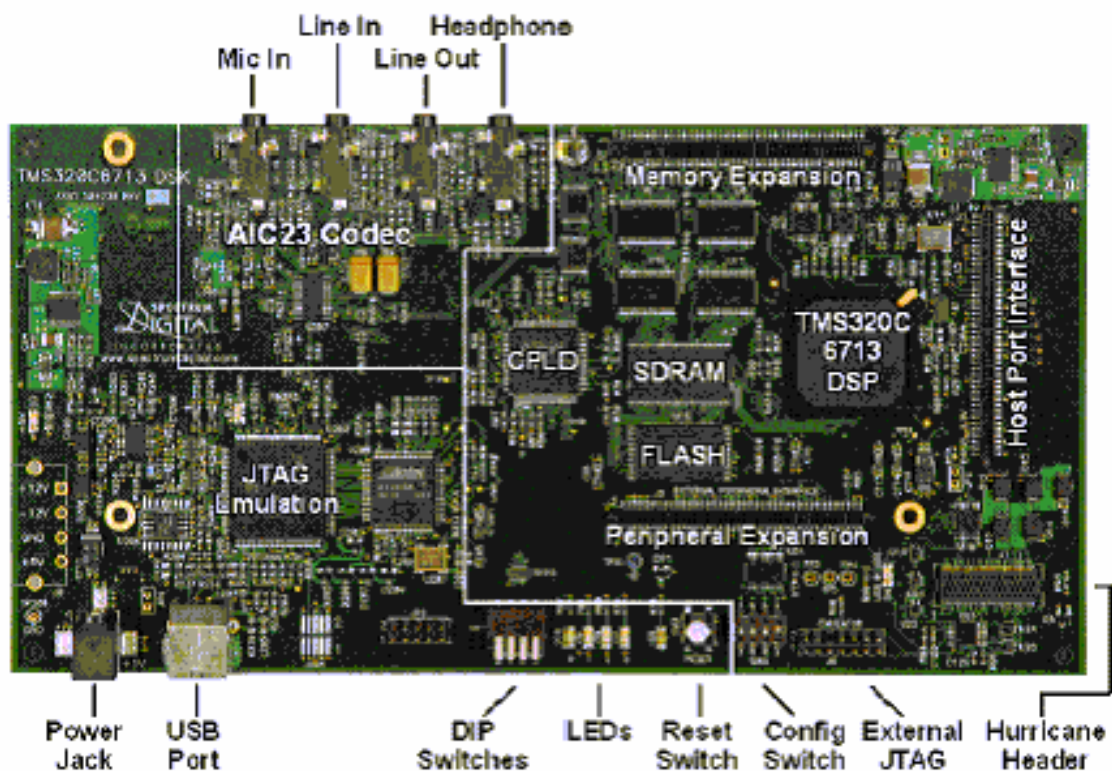 Line In
Headphone
Mic In
Line Out
TMS320C6713 DSK
Memory Expansion
AIC23 Codec
SPECTRUM
DIGITAL
TMS320C
6713
DSP
Host Port Interface
CPLD
SDRAM
FLASH
JTAG
Emulation
Peripheral Expansion
Power
Jack
USB
Port
DIP
Switches
LEDs
Reset
Switch
Config
Switch
External
JTAG
Hurricane
Header